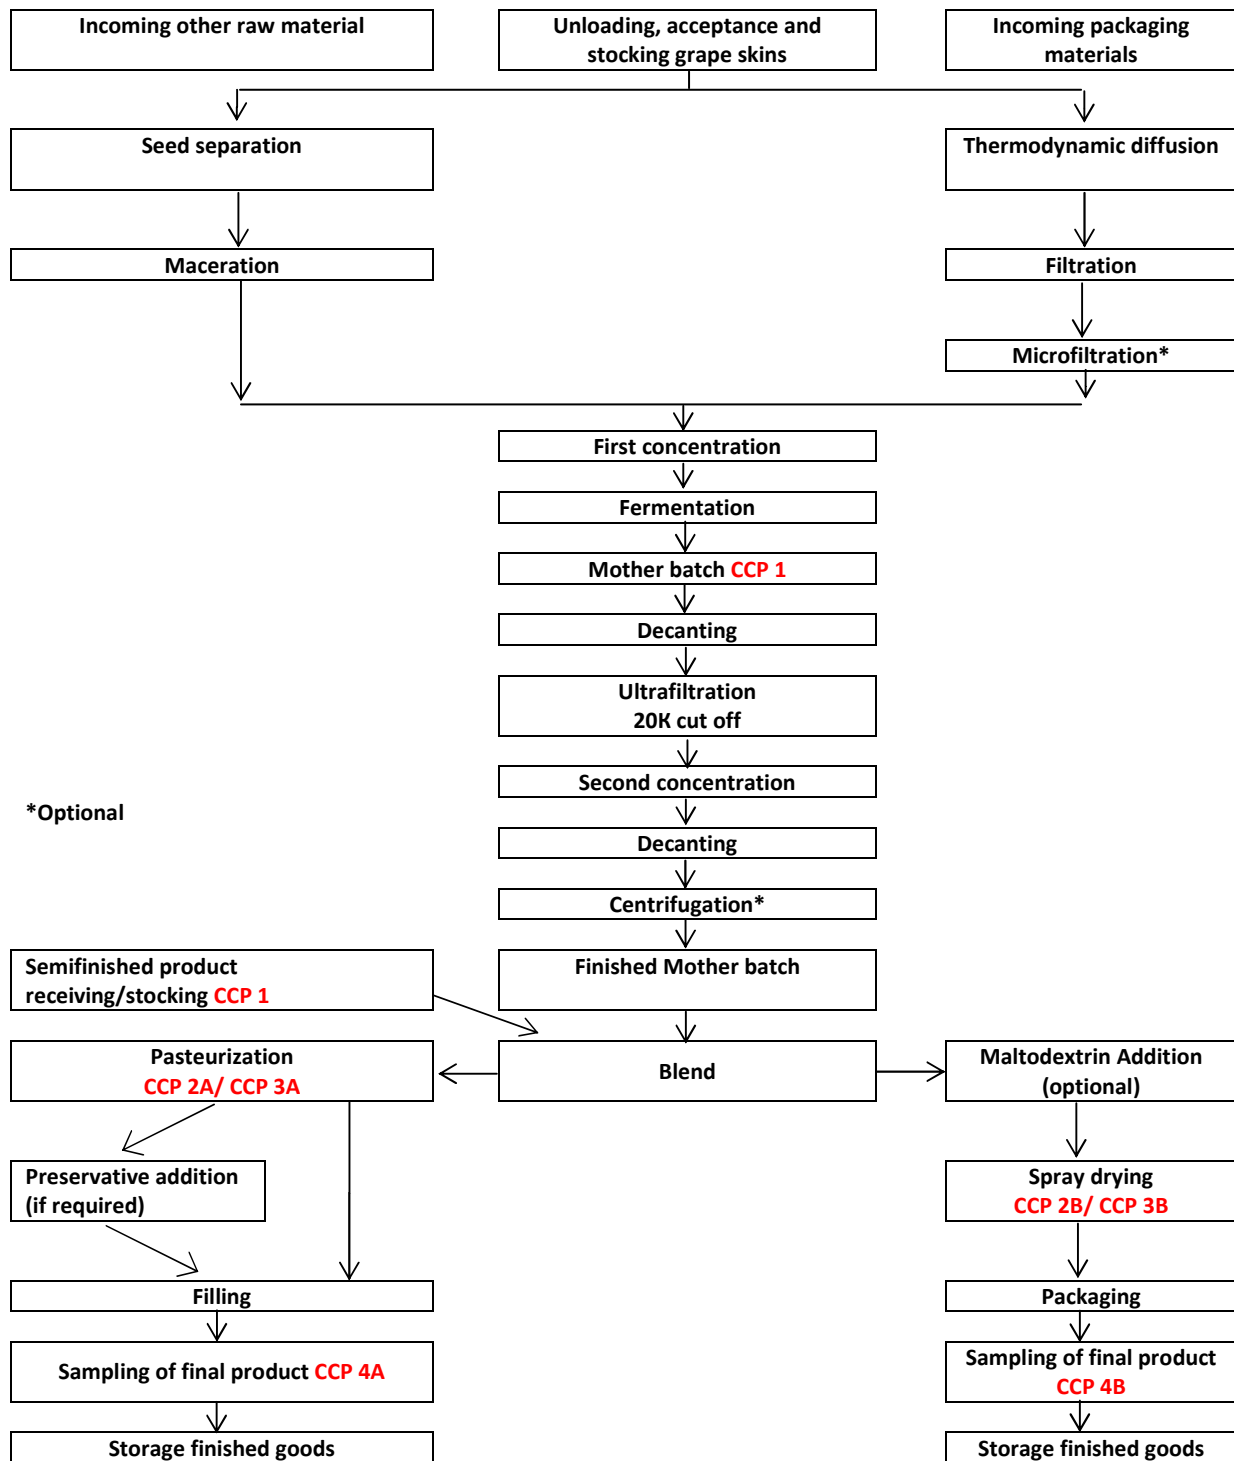 Incoming other raw material
Unloading, acceptance and
stocking grape skins
Incoming packaging
materials
Seed separation
Thermodynamic diffusion
Maceration
Filtration
Microfiltration*
First concentration
Fermentation
Mother batch CCP 1
Decanting
Ultrafiltration
20K cut off
Second concentration
*Optional
Decanting
Centrifugation*
Semifinished product
receiving/stocking CCP 1
Finished Mother batch
Pasteurization
CCP 2A/ CCP 3A
Blend
Maltodextrin Addition
(optional)
Preservative addition
(if required)
Spray drying
CCP 2B/ CCP 3B
Filling
Packaging
Sampling of final product CCP 4A
Sampling of final product
CCP 4B
Storage finished goods
Storage finished goods